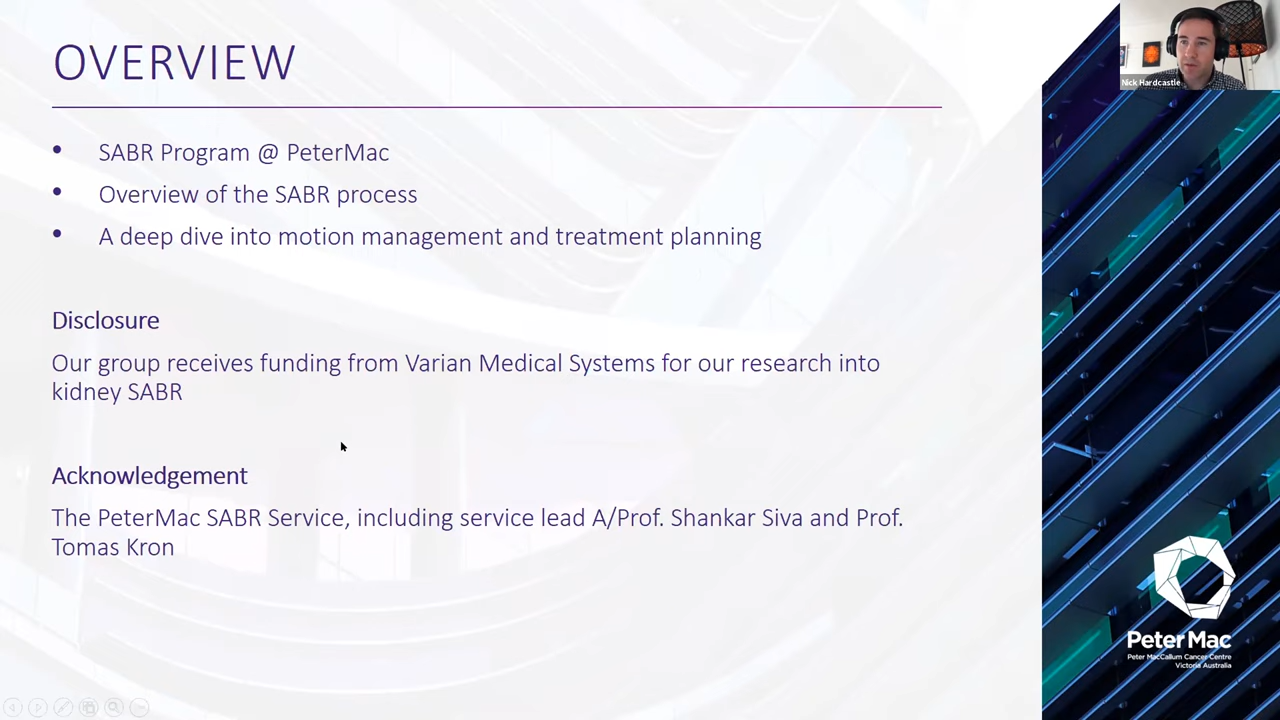 OVERVIEW
• SABR Program @ PeterMac
• Overview of the SABR process
• A deep dive into motion management and treatment planning
Disclosure
Our group receives funding from Varian Medical Systems for our research into
kidney SABR
Acknowledgement
The PeterMac SABR Service, including service lead A/Prof. Shankar Siva and Prof.
Tomas Kron
Nick Hardcastle
Peter Mac
Peter MacCallum Cancer Centre
Victoria Australia